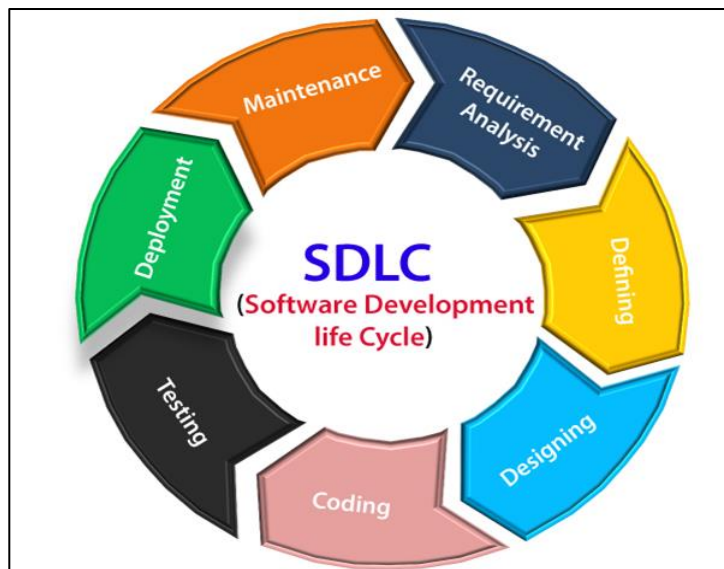 SDLC
(Software Development
life Cycle)
Requirement
Analysis
Defining
Designing
Coding
Testing
Deployment
Maintenance